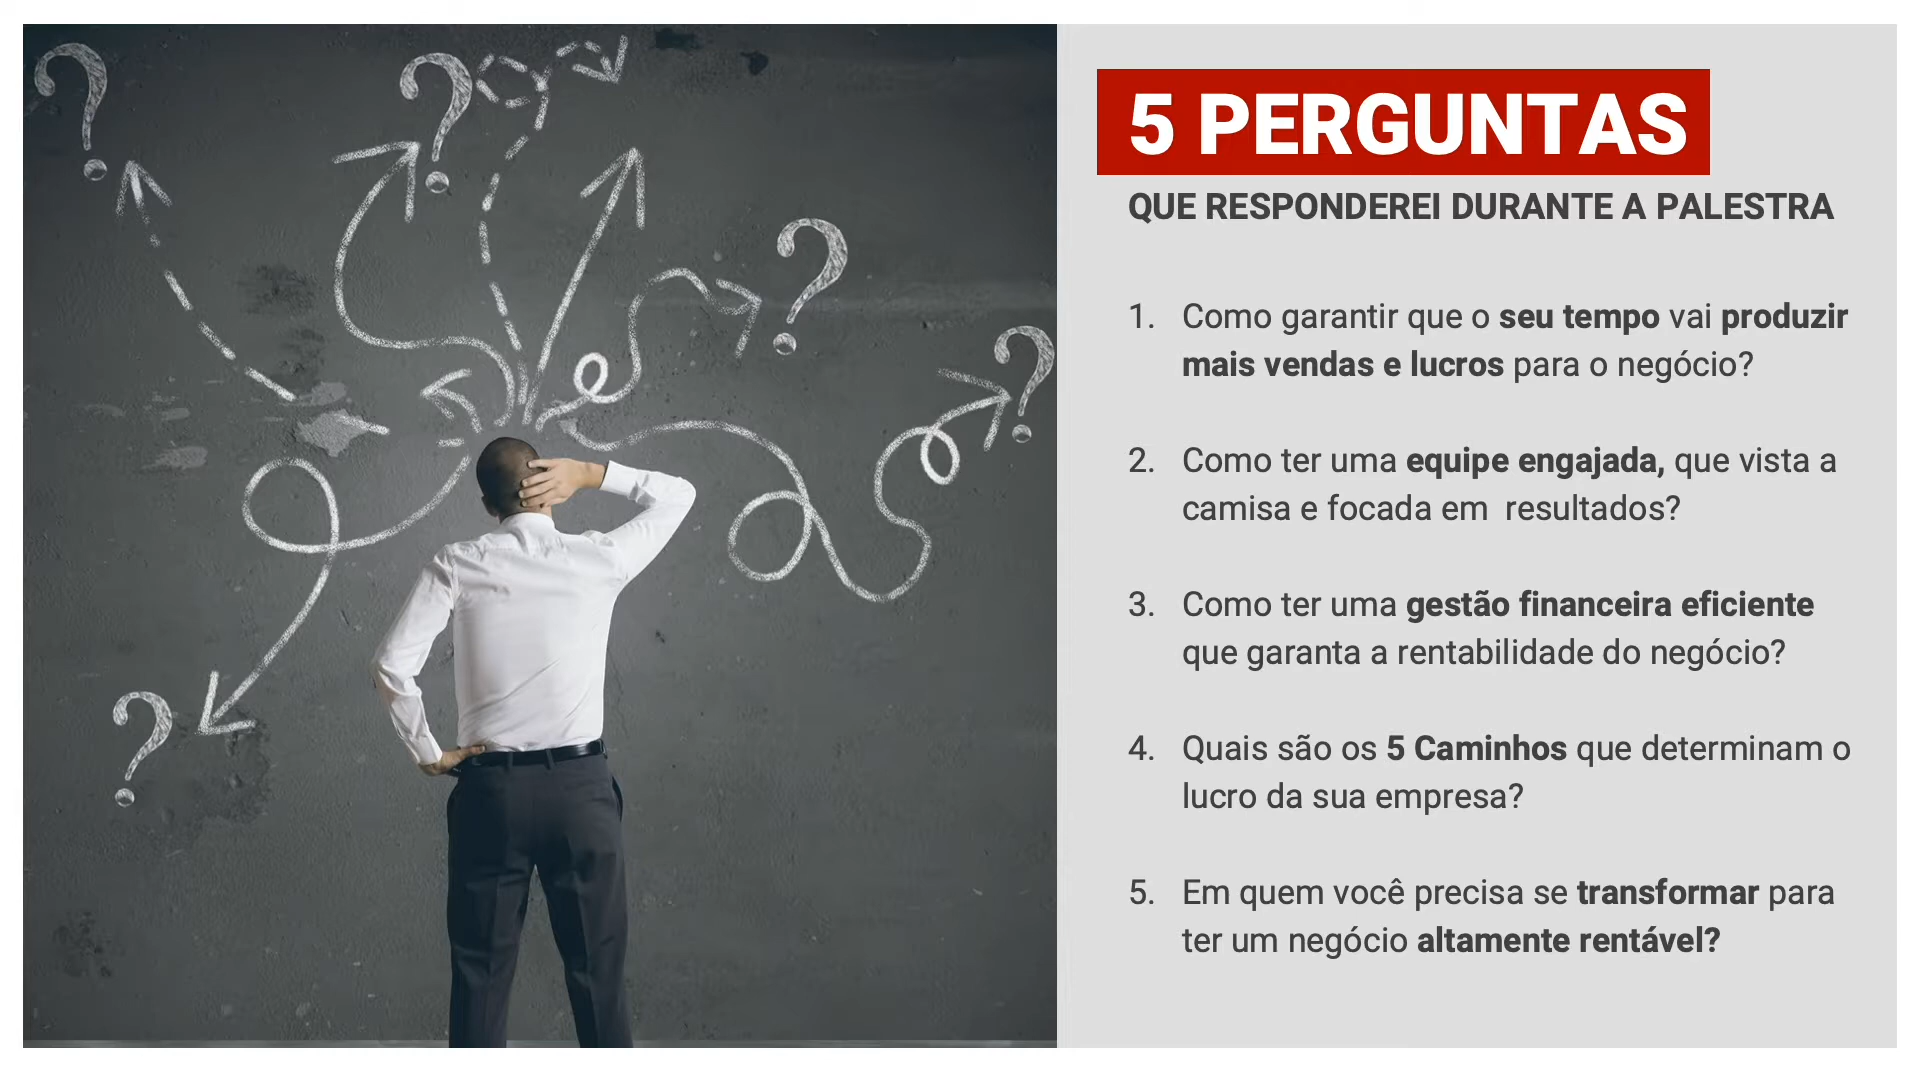 5 PERGUNTAS
QUE RESPONDEREI DURANTE A PALESTRA
1. Como garantir que o seu tempo vai produzir
mais vendas e lucros para o negócio?
2. Como ter uma equipe engajada, que vista a
camisa e focada em  resultados?
3. Como ter uma gestão financeira eficiente
que garanta a rentabilidade do negócio?
4. Quais são os 5 Caminhos que determinam o
lucro da sua empresa?
5. Em quem você precisa se transformar para
ter um negócio altamente rentável?